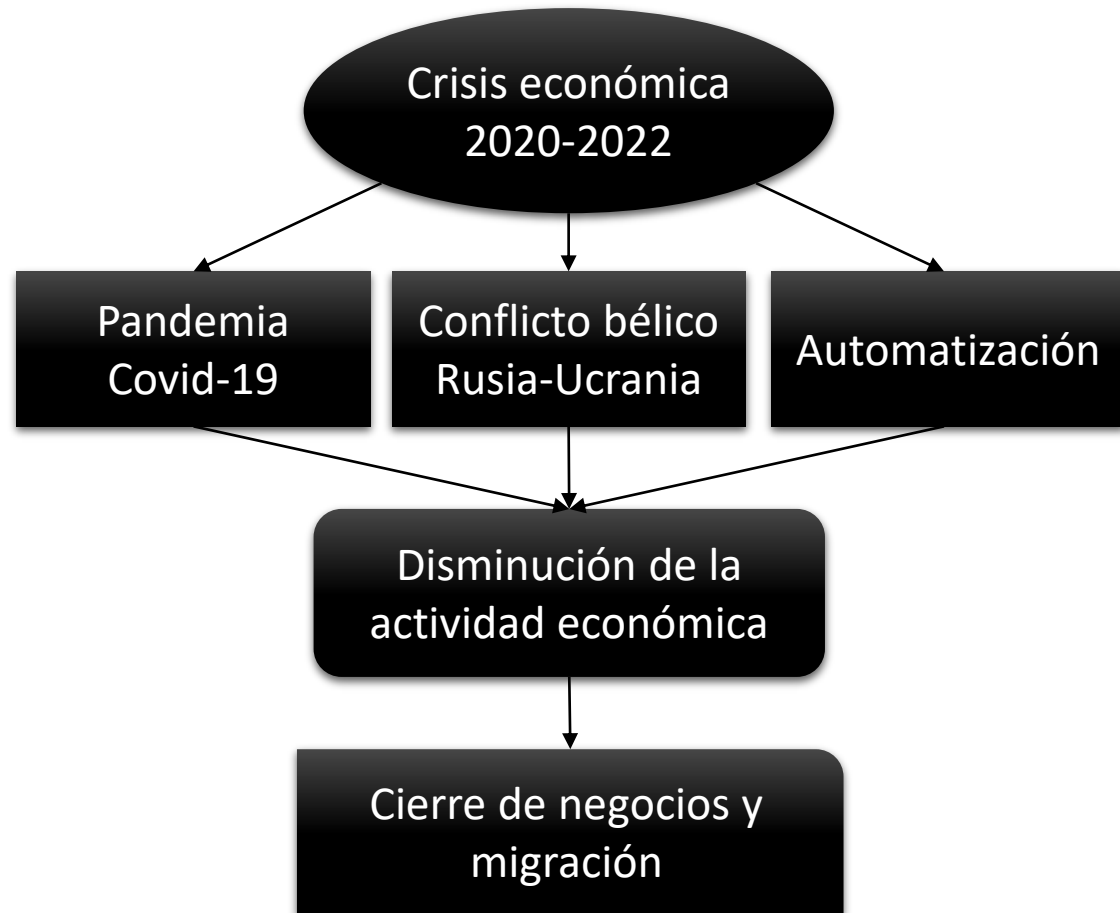 Crisis económica
2020-2022
Pandemia
Covid-19
Conflicto bélico
Rusia-Ucrania
Automatización
Disminución de la
actividad económica
Cierre de negocios y
migración